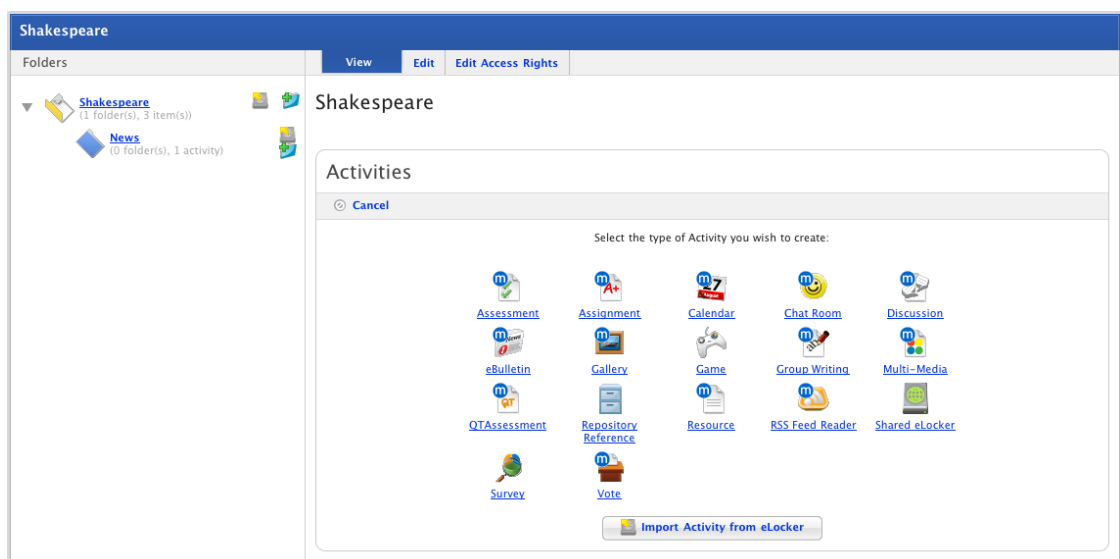 Shakespeare
Folders
View Edit Edit Access Rights
Shakespeare
(1 folder(s), 3 item(s))
News
(0 folder(s), 1 activity)
Shakespeare
Activities
Cancel
Select the type of Activity you wish to create:
Assessment Assignment Calendar Chat Room Discussion
eBulletin Gallery Game Group Writing Multi-Media
QTAssessment Repository Reference Resource RSS Feed Reader Shared eLocker
Survey Vote
Import Activity from eLocker